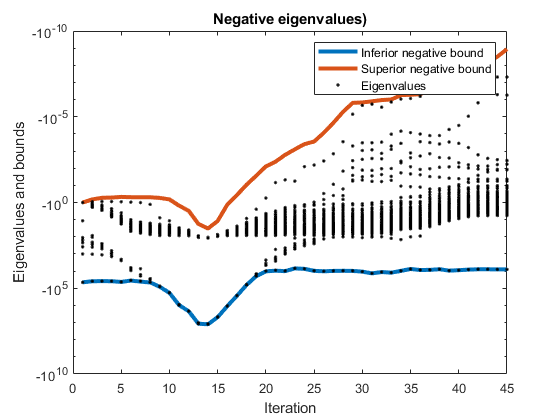 Negative eigenvalues)
-10^-10
Inferior negative bound
Superior negative bound
Eigenvalues
-10^-5
-10^0
-10^5
-10^10
Eigenvalues and bounds
0 5 10 15 20 25 30 35 40 45
Iteration